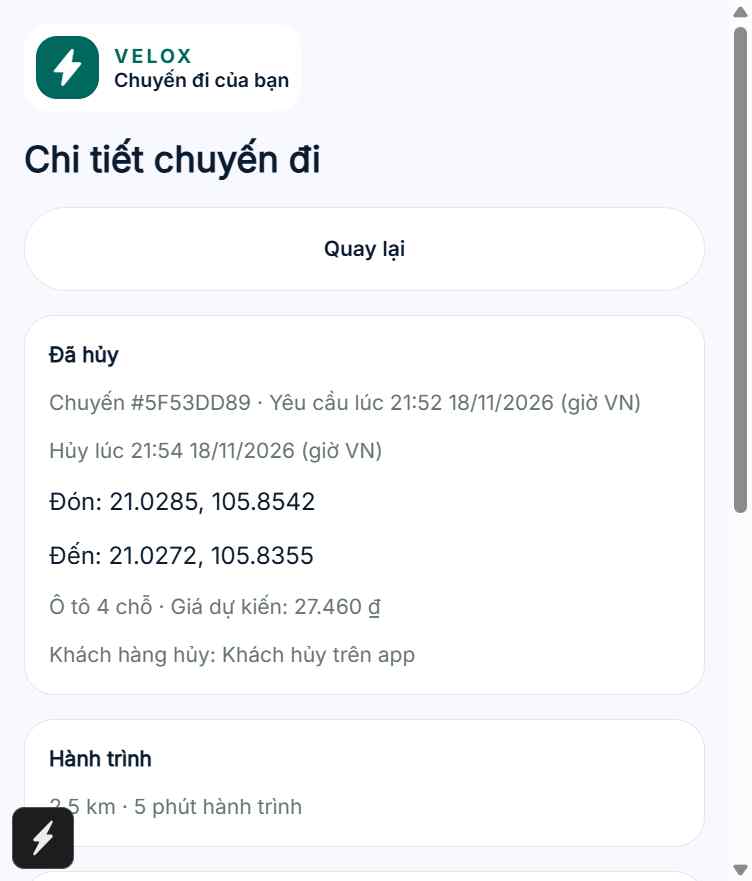 VELOX
Chuyến đi của bạn
Chi tiết chuyến đi
Quay lại
Đã hủy
Chuyến #5F53DD89 · Yêu cầu lúc 21:52 18/11/2026 (giờ VN)
Hủy lúc 21:54 18/11/2026 (giờ VN)
Đón: 21.0285, 105.8542
Đến: 21.0272, 105.8355
Ô tô 4 chỗ · Giá dự kiến: 27.460 ₫
Khách hàng hủy: Khách hủy trên app
Hành trình
2,5 km · 5 phút hành trình